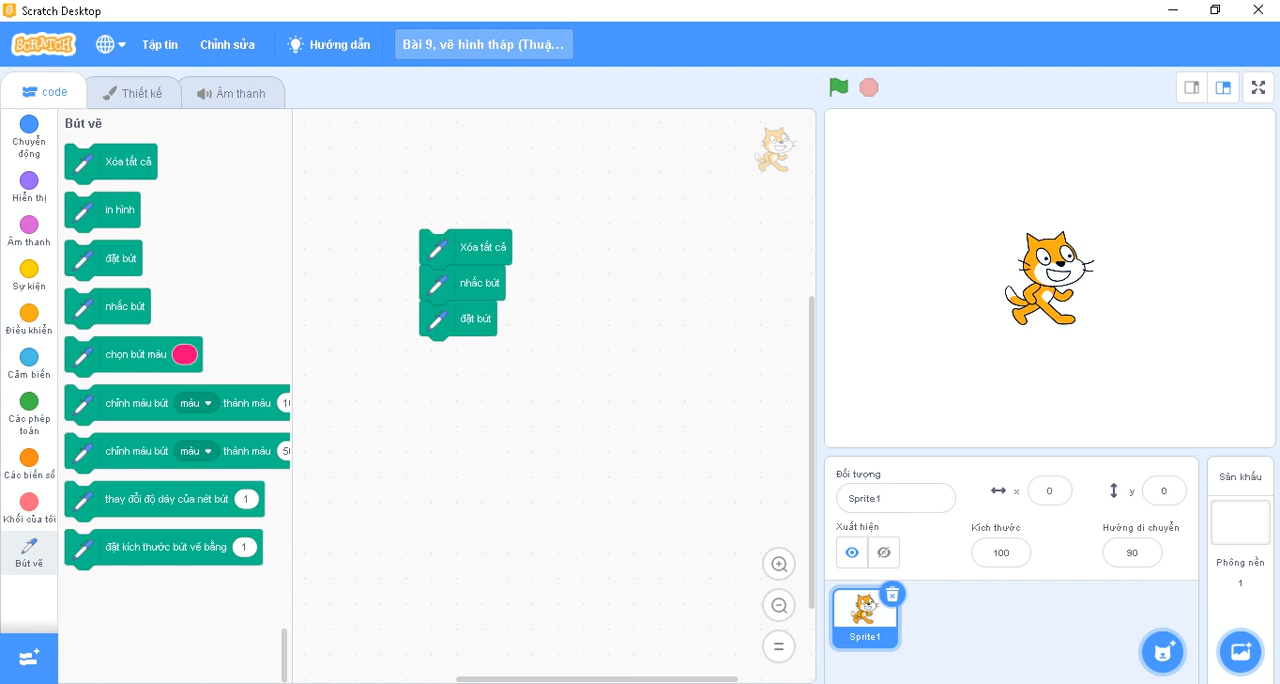 Scratch Desktop
SCRATCH
Tập tin
Chỉnh sửa
Hướng dẫn
Bài 9, vẽ hình tháp (Thuậ...
code
Thiết kế
Âm thanh
Chuyển động
Hiển thị
Âm thanh
Sự kiện
Điều khiển
Cảm biến
Các phép toán
Các biến số
Khối của tôi
Bút vẽ
Bút vẽ
Xóa tất cả
in hình
đặt bút
nhấc bút
chọn bút màu
chỉnh màu bút màu thành màu
chỉnh màu bút màu thành màu
thay đổi độ dày của nét bút 1
đặt kích thước bút vẽ bằng 1
Xóa tất cả
nhấc bút
đặt bút
Đối tượng
Sprite1
x 0
y 0
Xuất hiện
Kích thước
100
Hướng di chuyển
90
Sprite1
Sân khấu
Phông nền
1